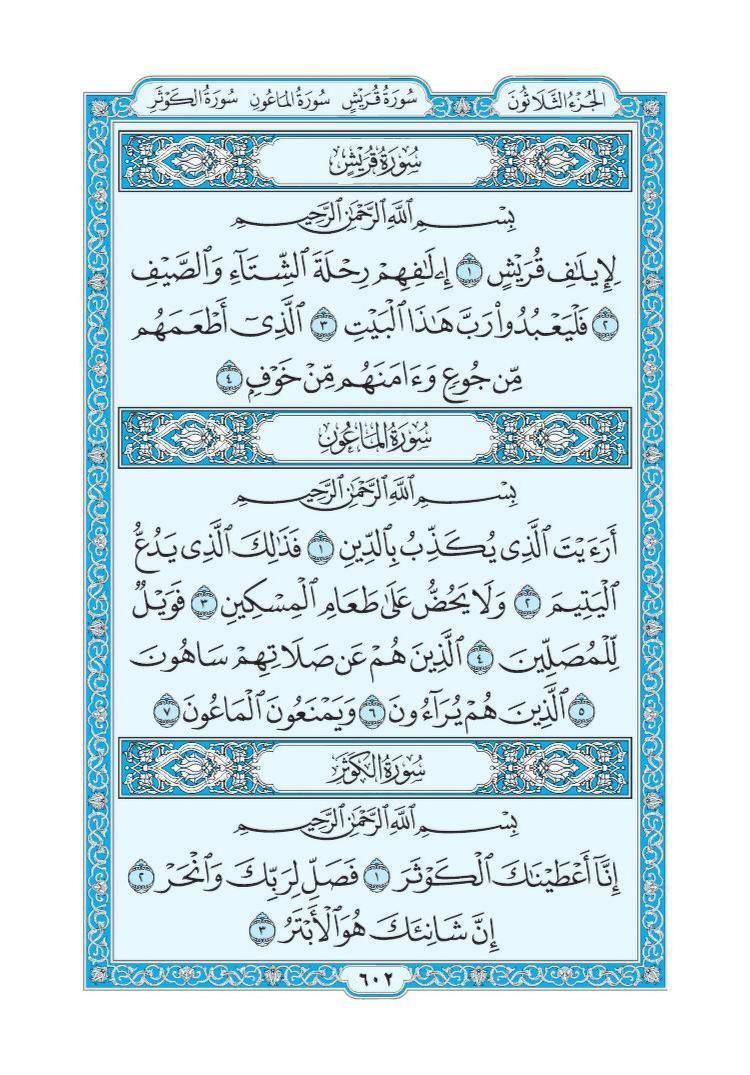 الجُزْءُ الثَّلَاثُونَ
سُورَةُ قُرَيْشٍ سُورَةُ المَاعُونِ سُورَةُ الكَوْثَرِ
سُورَةُ قُرَيْشٍ
بِسْمِ ٱللَّهِ ٱلرَّحْمَٰنِ ٱلرَّحِيمِ
لِإِيلَٰفِ قُرَيْشٍ ١ إِۦلَٰفِهِمْ رِحْلَةَ ٱلشِّتَآءِ وَٱلصَّيْفِ
٢ فَلْيَعْبُدُوا۟ رَبَّ هَٰذَا ٱلْبَيْتِ ٣ ٱلَّذِىٓ أَطْعَمَهُم
مِّن جُوعٍ وَءَامَنَهُم مِّنْ خَوْفٍۭ ٤
سُورَةُ المَاعُونِ
بِسْمِ ٱللَّهِ ٱلرَّحْمَٰنِ ٱلرَّحِيمِ
أَرَءَيْتَ ٱلَّذِى يُكَذِّبُ بِٱلدِّينِ ١ فَذَٰلِكَ ٱلَّذِى يَدُعُّ
ٱلْيَتِيمَ ٢ وَلَا يَحُضُّ عَلَىٰ طَعَامِ ٱلْمِسْكِينِ ٣ فَوَيْلٌ
لِّلْمُصَلِّينَ ٤ ٱلَّذِينَ هُمْ عَن صَلَاتِهِمْ سَاهُونَ
٥ ٱلَّذِينَ هُمْ يُرَآءُونَ ٦ وَيَمْنَعُونَ ٱلْمَاعُونَ ٧
سُورَةُ الكَوْثَرِ
بِسْمِ ٱللَّهِ ٱلرَّحْمَٰنِ ٱلرَّحِيمِ
إِنَّآ أَعْطَيْنَٰكَ ٱلْكَوْثَرَ ١ فَصَلِّ لِرَبِّكَ وَٱنْحَرْ ٢
إِنَّ شَانِئَكَ هُوَ ٱلْأَبْتَرُ ٣
٦٠٢